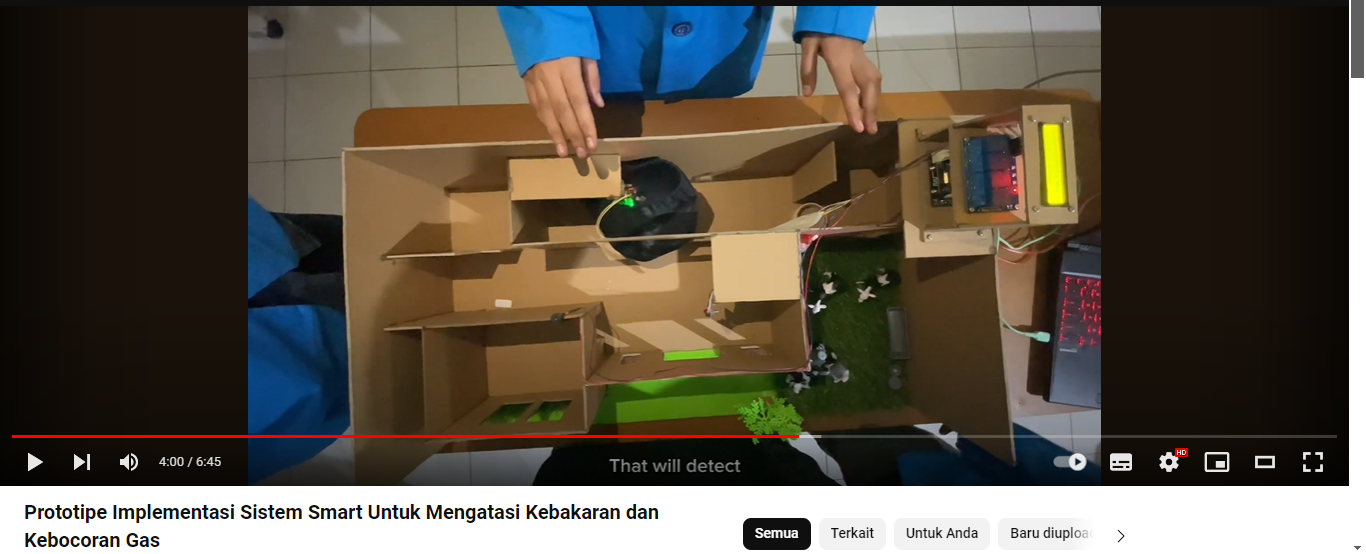 That will detect
4:00 / 6:45
HD
Prototipe Implementasi Sistem Smart Untuk Mengatasi Kebakaran dan
Kebocoran Gas
Semua
Terkait
Untuk Anda
Baru diuploa